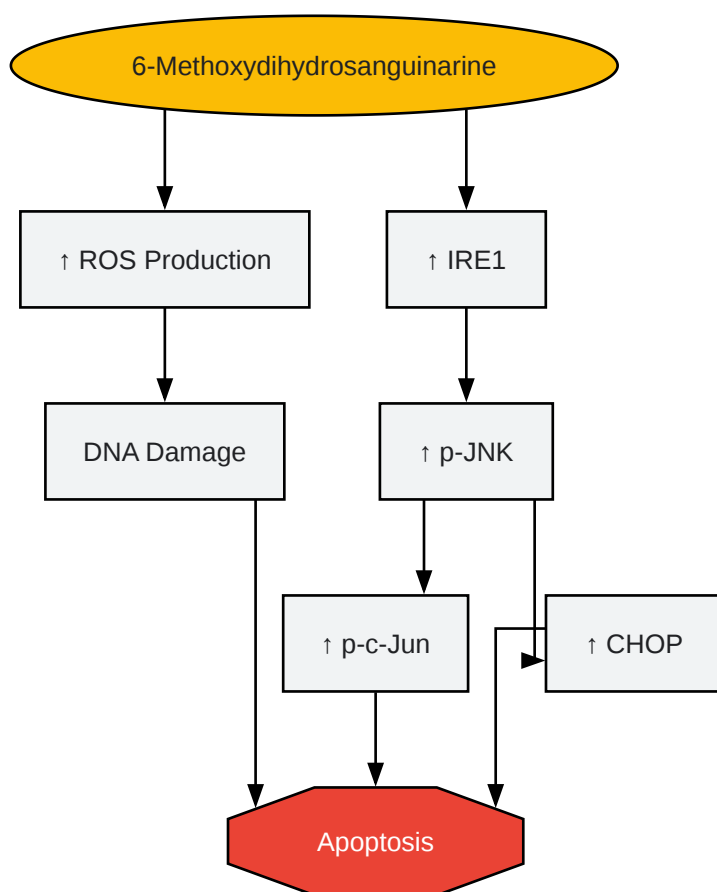 6-Methoxydihydrosanguinarine
↑ ROS Production
↑ IRE1
DNA Damage
↑ p-JNK
↑ p-c-Jun
↑ CHOP
Apoptosis